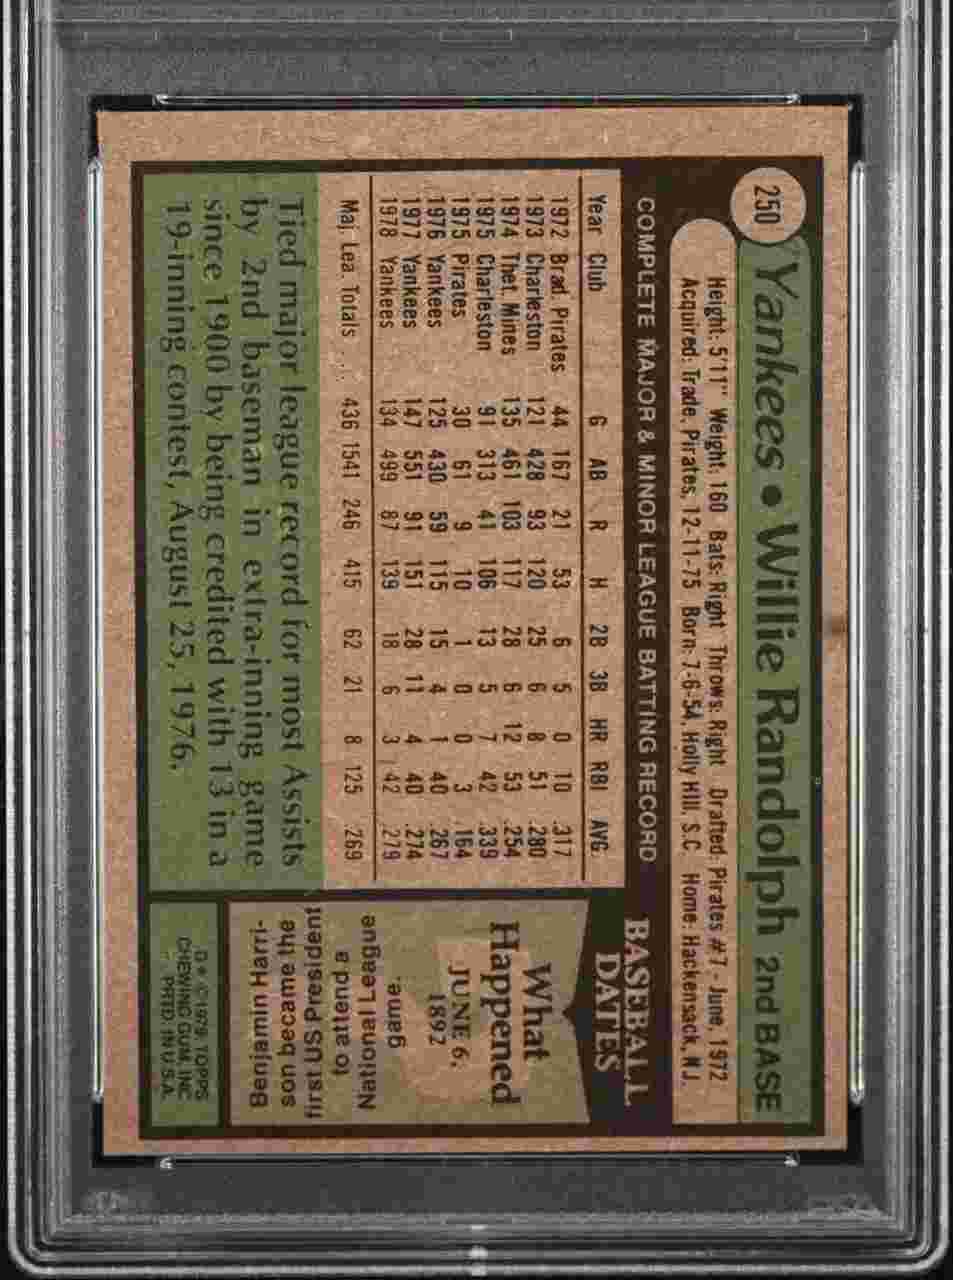 250 Yankees • Willie Randolph 2nd BASE
Height: 5'11" Weight: 160 Bats: Right Throws: Right Drafted: Pirates #7 - June, 1972
Acquired: Trade, Pirates, 12-11-75 Born: 7-6-54, Holly Hill, S.C. Home: Hackensack, N.J.
COMPLETE MAJOR & MINOR LEAGUE BATTING RECORD
Year Club G AB R H 2B 3B HR RBI AVG.
1972 Brad. Pirates 44 167 21 53 6 5 0 10 .317
1973 Charleston 121 428 93 120 25 6 8 51 .280
1974 Thet. Mines 135 461 103 117 28 6 12 53 .254
1975 Charleston 91 313 41 106 13 5 7 42 .339
1975 Pirates 30 61 9 10 1 0 0 3 .164
1976 Yankees 125 430 59 115 15 4 1 40 .267
1977 Yankees 147 551 91 151 28 11 4 40 .274
1978 Yankees 134 499 87 139 18 6 3 42 .279
Maj. Lea. Totals ... 436 1541 246 415 62 21 8 125 .269
Tied major league record for most Assists
by 2nd baseman in extra-inning game
since 1900 by being credited with 13 in a
19-inning contest, August 25, 1976.
BASEBALL
DATES
What
Happened
JUNE 6,
1892
Benjamin Harri-
son became the
first US President
to attend a
National League
game.
D* © 1979 TOPPS
CHEWING GUM, INC.
PRTD. IN U.S.A.